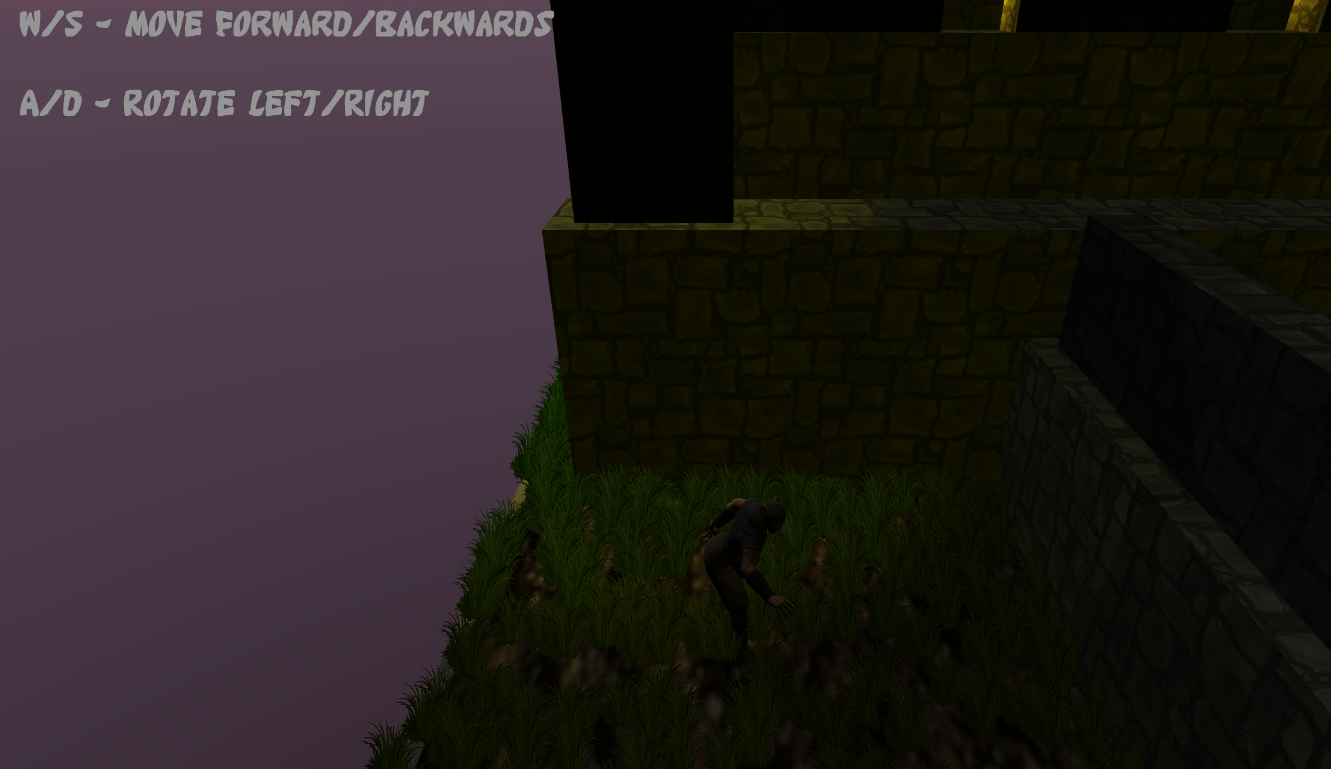 W/S - MOVE FORWARD/BACKWARDS
A/D - ROTATE LEFT/RIGHT